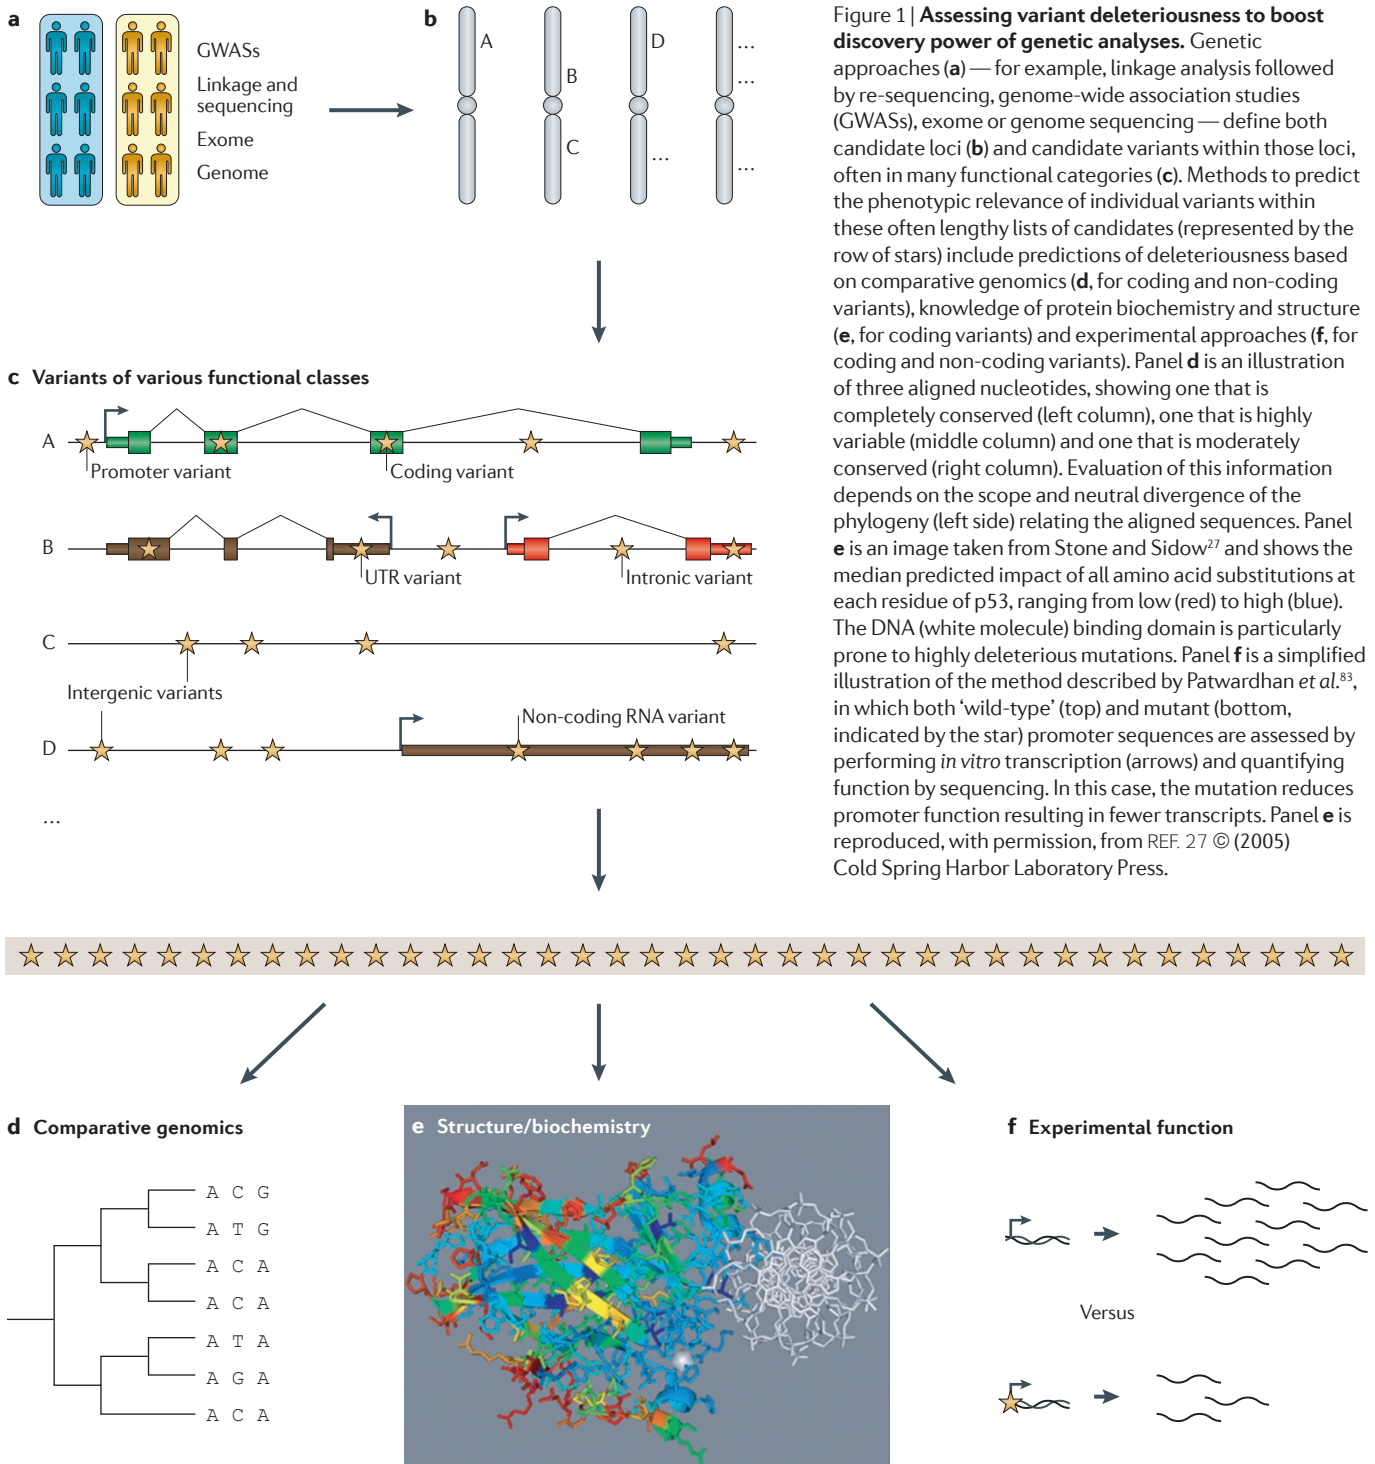 a
GWASs
Linkage and
sequencing
Exome
Genome
b
A
B
C
D
...
...
...
...
Figure 1 | Assessing variant deleteriousness to boost
discovery power of genetic analyses. Genetic
approaches (a) — for example, linkage analysis followed
by re-sequencing, genome-wide association studies
(GWASs), exome or genome sequencing — define both
candidate loci (b) and candidate variants within those loci,
often in many functional categories (c). Methods to predict
the phenotypic relevance of individual variants within
these often lengthy lists of candidates (represented by the
row of stars) include predictions of deleteriousness based
on comparative genomics (d, for coding and non-coding
variants), knowledge of protein biochemistry and structure
(e, for coding variants) and experimental approaches (f, for
coding and non-coding variants). Panel d is an illustration
of three aligned nucleotides, showing one that is
completely conserved (left column), one that is highly
variable (middle column) and one that is moderately
conserved (right column). Evaluation of this information
depends on the scope and neutral divergence of the
phylogeny (left side) relating the aligned sequences. Panel
e is an image taken from Stone and Sidow27 and shows the
median predicted impact of all amino acid substitutions at
each residue of p53, ranging from low (red) to high (blue).
The DNA (white molecule) binding domain is particularly
prone to highly deleterious mutations. Panel f is a simplified
illustration of the method described by Patwardhan et al.83,
in which both 'wild-type' (top) and mutant (bottom,
indicated by the star) promoter sequences are assessed by
performing in vitro transcription (arrows) and quantifying
function by sequencing. In this case, the mutation reduces
promoter function resulting in fewer transcripts. Panel e is
reproduced, with permission, from REF. 27 © (2005)
Cold Spring Harbor Laboratory Press.
c Variants of various functional classes
A
Promoter variant
Coding variant
B
UTR variant
Intronic variant
C
Intergenic variants
Non-coding RNA variant
D
...
d Comparative genomics
A C G
A T G
A C A
A C A
A T A
A G A
A C A
e Structure/biochemistry
f Experimental function
Versus